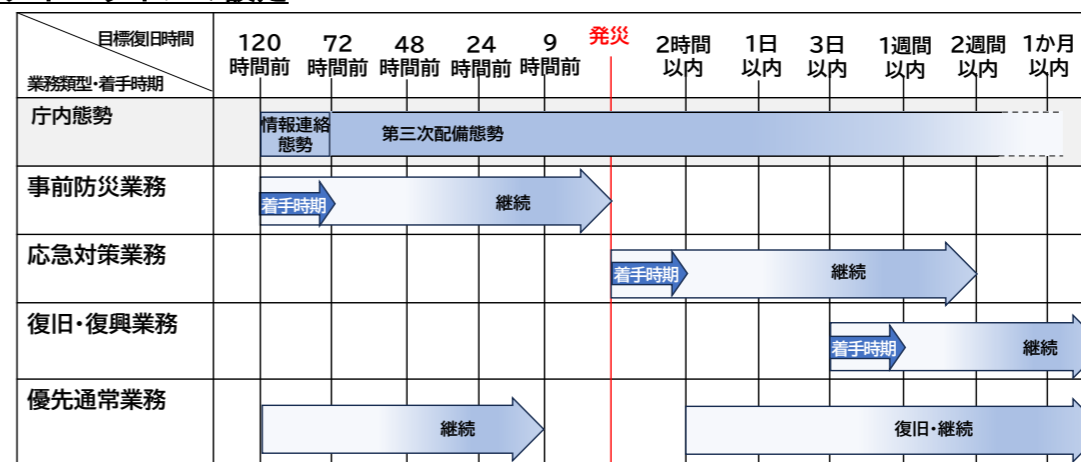 目標復旧時間
業務類型・着手時期
120
時間前
72
時間前
48
時間前
24
時間前
9
時間前
発災
2時間
以内
1日
以内
3日
以内
1週間
以内
2週間
以内
1か月
以内
庁内態勢
情報連絡
態勢
第三次配備態勢
事前防災業務
着手時期
継続
応急対策業務
着手時期
継続
復旧・復興業務
着手時期
継続
優先通常業務
継続
復旧・継続